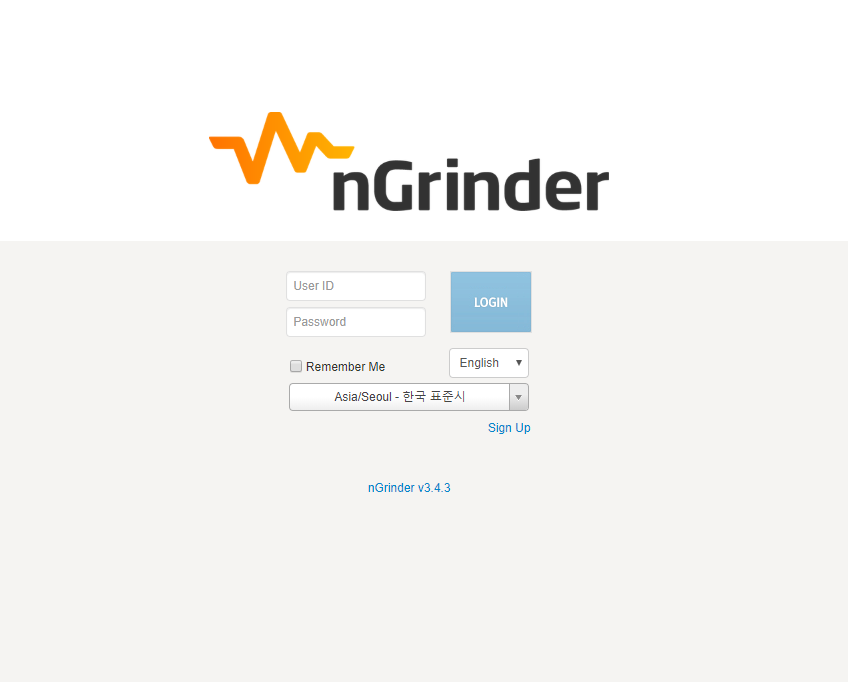 nGrinder
User ID
LOGIN
Password
Remember Me
English
Asia/Seoul - 한국 표준시
Sign Up
nGrinder v3.4.3